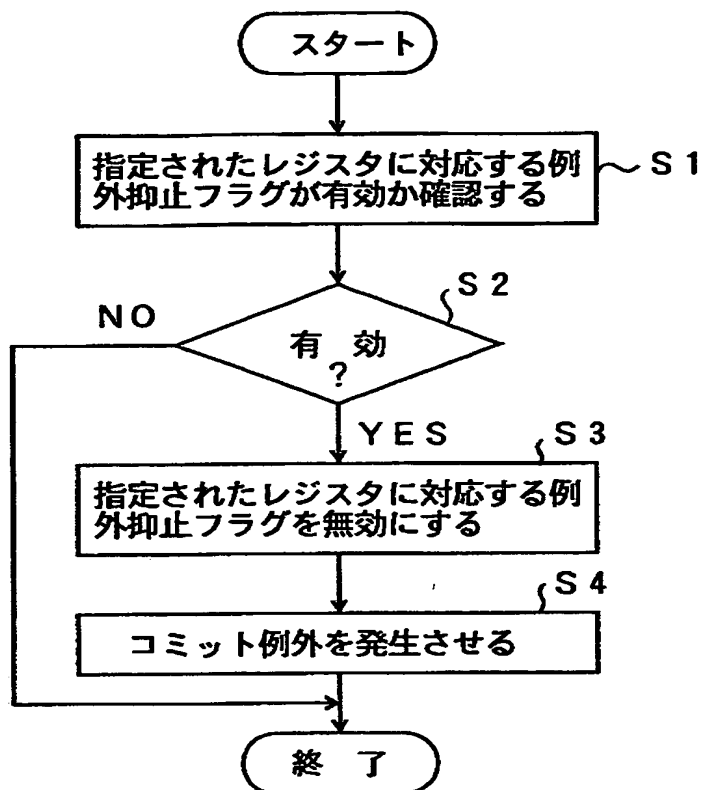 スタート
指定されたレジスタに対応する例
外抑止フラグが有効か確認する
S1
S2
NO
有 効
?
YES
S3
指定されたレジスタに対応する例
外抑止フラグを無効にする
S4
コミット例外を発生させる
終 了